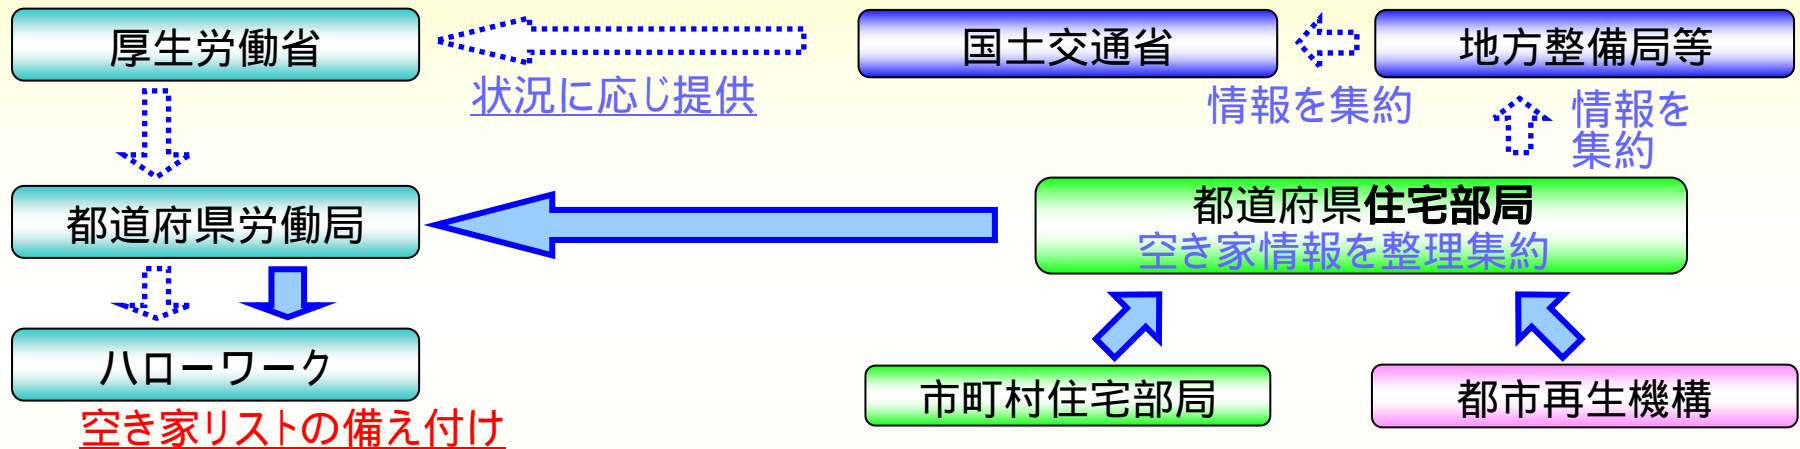 厚生労働省
国土交通省
地方整備局等
状況に応じ提供
情報を集約
情報を
集約
都道府県労働局
都道府県住宅部局
空き家情報を整理集約
ハローワーク
市町村住宅部局
都市再生機構
空き家リストの備え付け